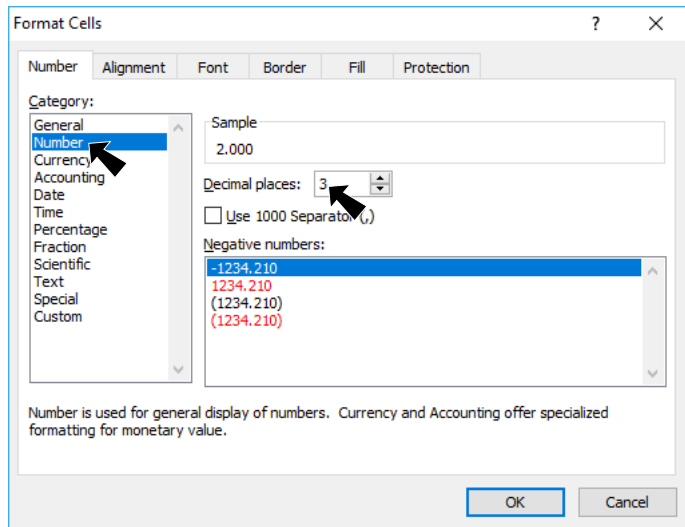 Format Cells ?
Number Alignment Font Border Fill Protection
Category:
General
Number
Currency
Accounting
Date
Time
Percentage
Fraction
Scientific
Text
Special
Custom
Sample
2.000
Decimal places: 3
Use 1000 Separator (,)
Negative numbers:
-1234.210
1234.210
(1234.210)
(1234.210)
Number is used for general display of numbers. Currency and Accounting offer specialized
formatting for monetary value.
OK Cancel